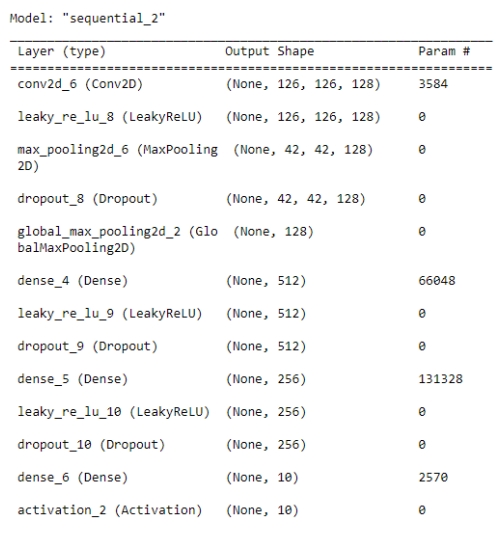 Model: "sequential_2"
Layer (type) Output Shape Param #
conv2d_6 (Conv2D) (None, 126, 126, 128) 3584
leaky_re_lu_8 (LeakyReLU) (None, 126, 126, 128) 0
max_pooling2d_6 (MaxPooling (None, 42, 42, 128) 0
2D)
dropout_8 (Dropout) (None, 42, 42, 128) 0
global_max_pooling2d_2 (Glo (None, 128) 0
balMaxPooling2D)
dense_4 (Dense) (None, 512) 66048
leaky_re_lu_9 (LeakyReLU) (None, 512) 0
dropout_9 (Dropout) (None, 512) 0
dense_5 (Dense) (None, 256) 131328
leaky_re_lu_10 (LeakyReLU) (None, 256) 0
dropout_10 (Dropout) (None, 256) 0
dense_6 (Dense) (None, 10) 2570
activation_2 (Activation) (None, 10) 0